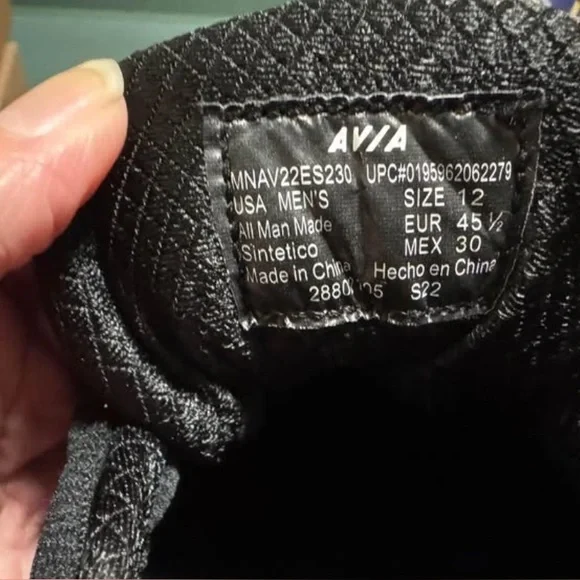 AVIA
MNAV22ES230 UPC#0195962062279
USA MEN'S SIZE 12
All Man Made EUR 45 ½
Sintetico MEX 30
Made in China Hecho en China
S22